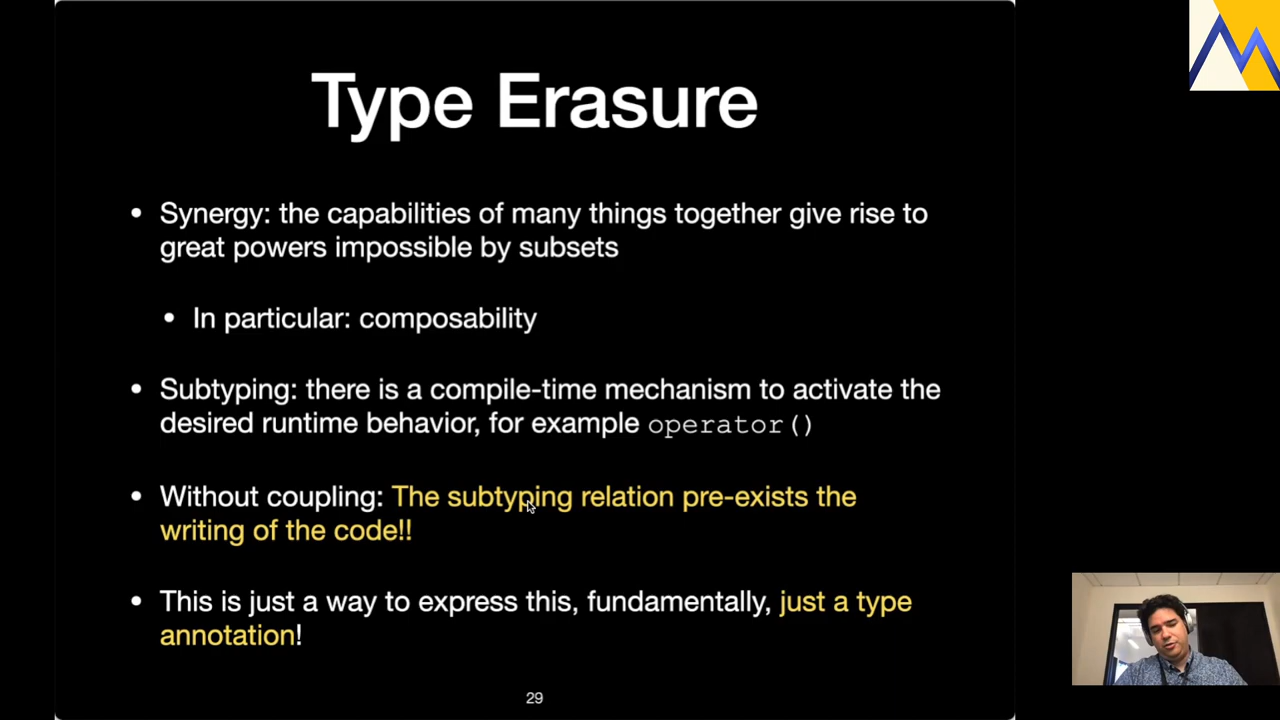 Type Erasure
• Synergy: the capabilities of many things together give rise to
great powers impossible by subsets
• In particular: composability
• Subtyping: there is a compile-time mechanism to activate the
desired runtime behavior, for example operator()
• Without coupling: The subtyping relation pre-exists the
writing of the code!!
• This is just a way to express this, fundamentally, just a type
annotation!
29